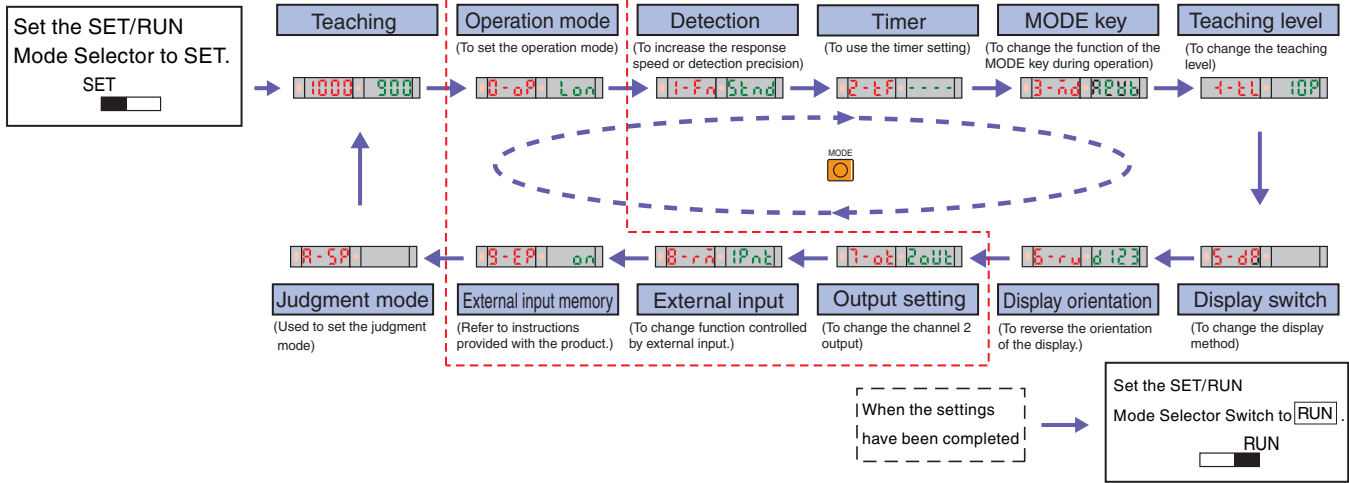 Set the SET/RUN
Mode Selector to SET.
SET
Teaching
1000 900
Operation mode
(To set the operation mode)
0-oP Lon
Detection
(To increase the response
speed or detection precision)
1-Fn Stnd
Timer
(To use the timer setting)
2-tF ----
MODE key
(To change the function of the
MODE key during operation)
3-md
Teaching level
(To change the teaching
level)
4-tL 10P
MODE
A-SP
Judgment mode
(Used to set the judgment
mode)
9-EP on
External input memory
(Refer to instructions
provided with the product.)
8-rm 1Pnt
External input
(To change function controlled
by external input.)
7-ot 2oUt
Output setting
(To change the channel 2
output)
6-ru d123
Display orientation
(To reverse the orientation
of the display.)
5-d8
Display switch
(To change the display
method)
When the settings
have been completed
Set the SET/RUN
Mode Selector Switch to RUN .
RUN